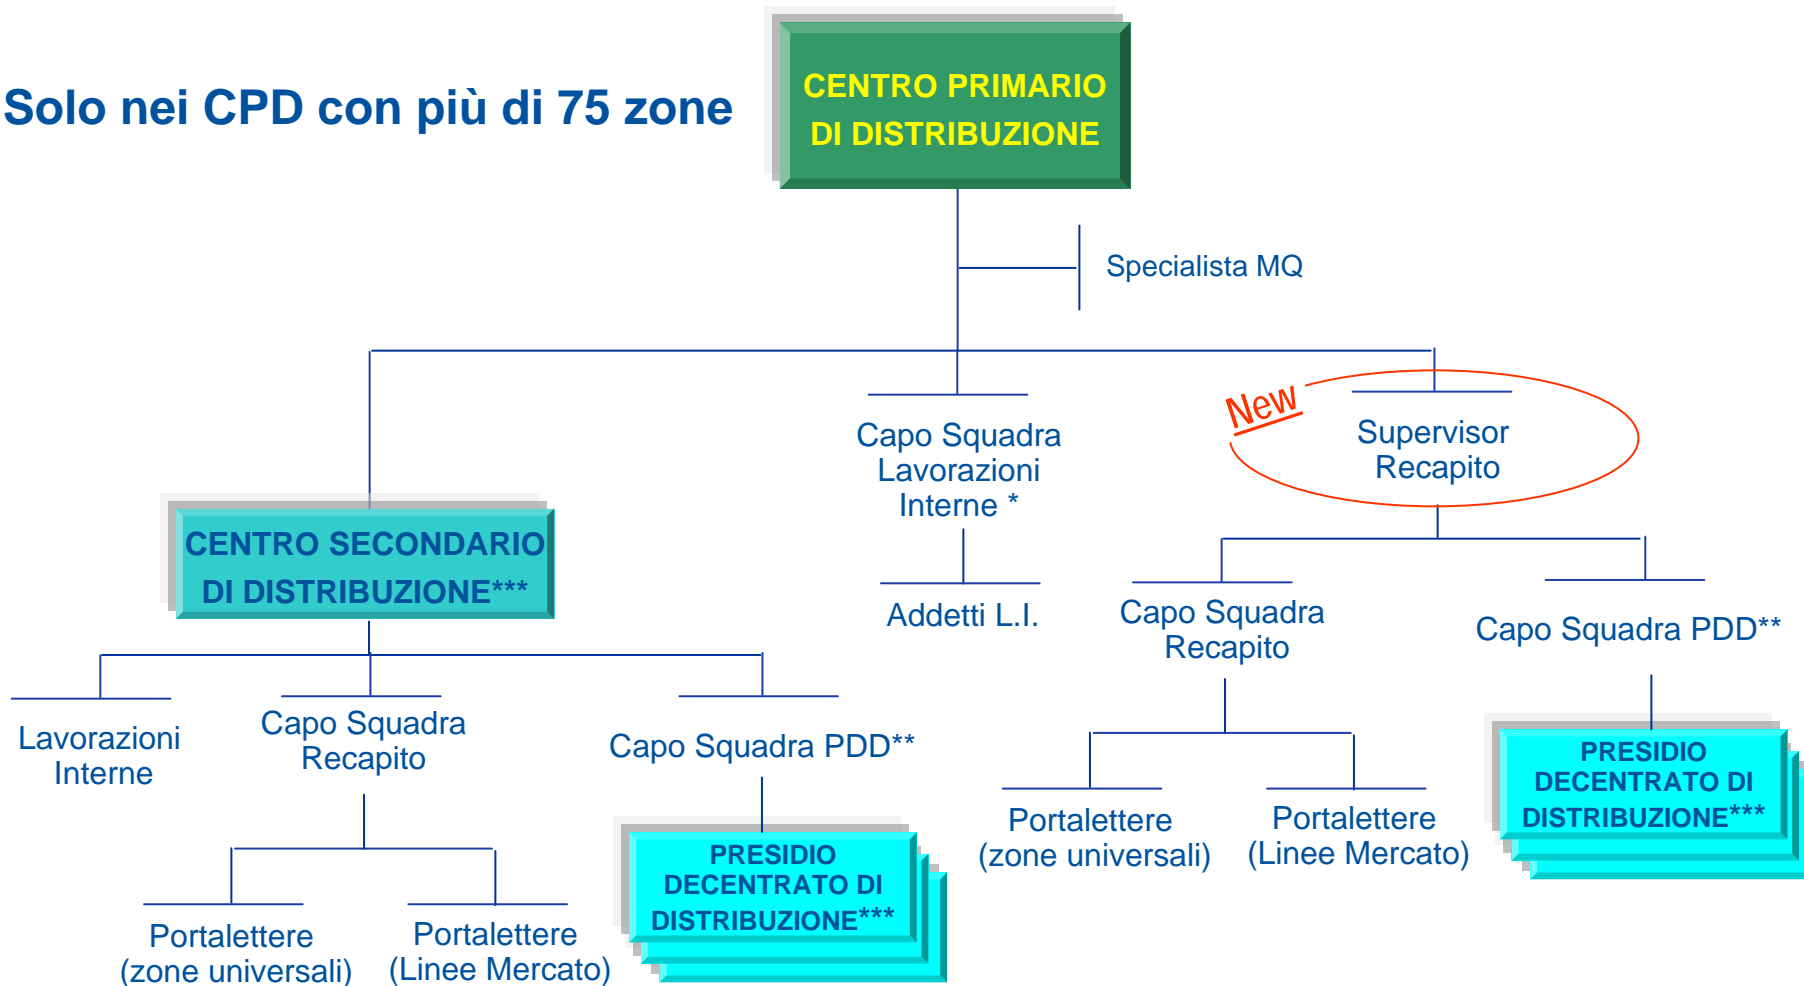 Solo nei CPD con più di 75 zone
CENTRO PRIMARIO
DI DISTRIBUZIONE
Specialista MQ
New
Capo Squadra
Lavorazioni
Interne *
Supervisor
Recapito
CENTRO SECONDARIO
DI DISTRIBUZIONE***
Addetti L.I.
Capo Squadra
Recapito
Capo Squadra PDD**
Lavorazioni
Interne
Capo Squadra
Recapito
Capo Squadra PDD**
Portalettere
(zone universali)
Portalettere
(Linee Mercato)
PRESIDIO
DECENTRATO DI
DISTRIBUZIONE***
Portalettere
(zone universali)
Portalettere
(Linee Mercato)
PRESIDIO
DECENTRATO DI
DISTRIBUZIONE***